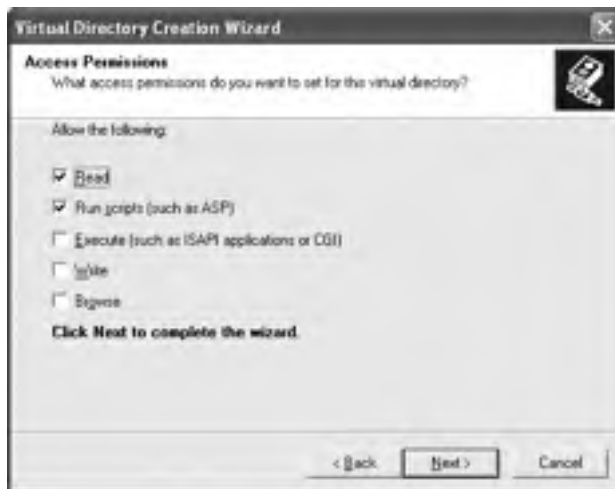 Virtual Directory Creation Wizard
Access Permissions
What access permissions do you want to set for this virtual directory?
Allow the following:
Read
Run scripts (such as ASP)
Execute (such as ISAPI applications or CGI)
Write
Browse
Click Next to complete the wizard.
< Back Next > Cancel